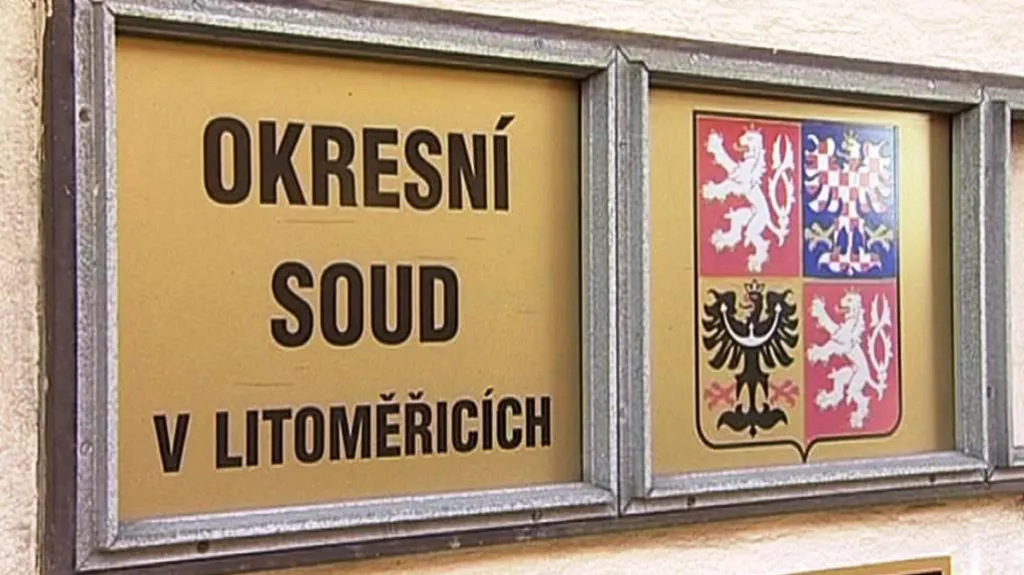 OKRESNÍ
SOUD
V LITOMĚŘICÍCH